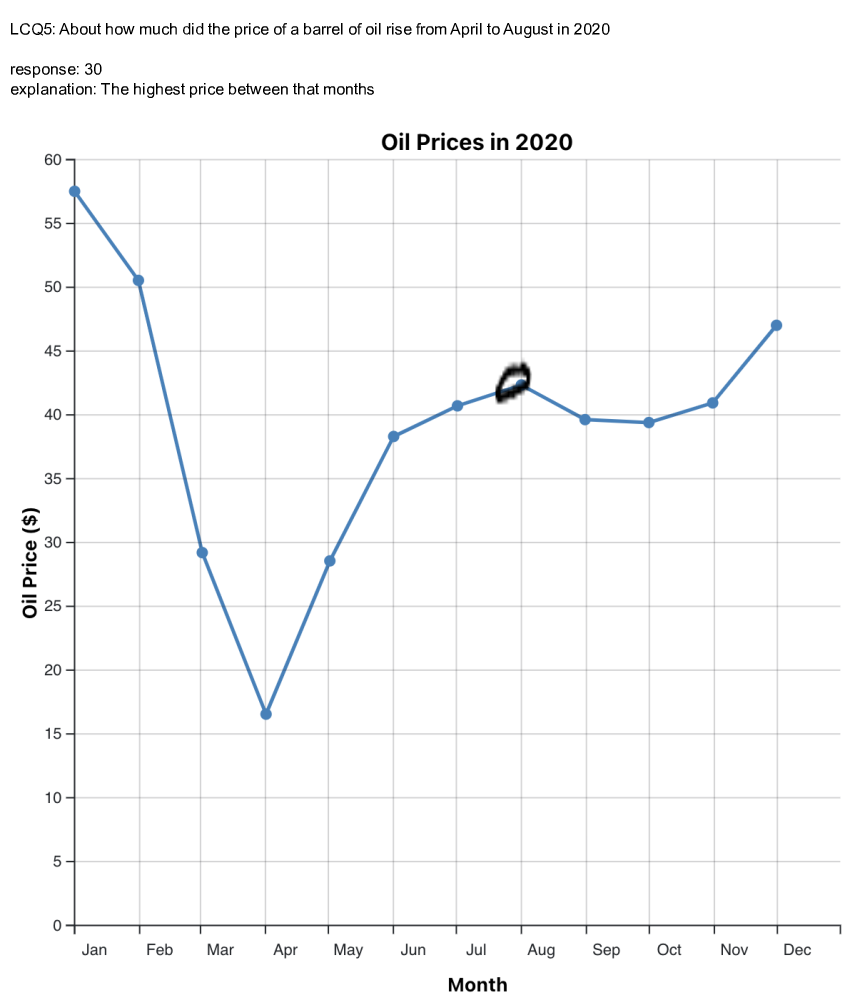 LCQ5: About how much did the price of a barrel of oil rise from April to August in 2020
response: 30
explanation: The highest price between that months
Oil Prices in 2020
60
55
50
45
40
35
30
25
20
15
10
5
0
Oil Price ($)
Jan Feb Mar Apr May Jun Jul Aug Sep Oct Nov Dec
Month